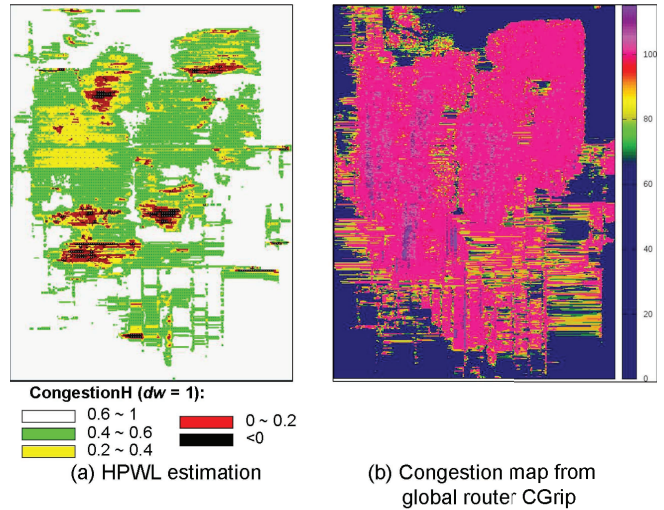 100
80
60
40
20
0
CongestionH (dw = 1):
0.6 ~ 1
0 ~ 0.2
0.4 ~ 0.6
<0
0.2 ~ 0.4
(a) HPWL estimation
(b) Congestion map from
global router CGrip